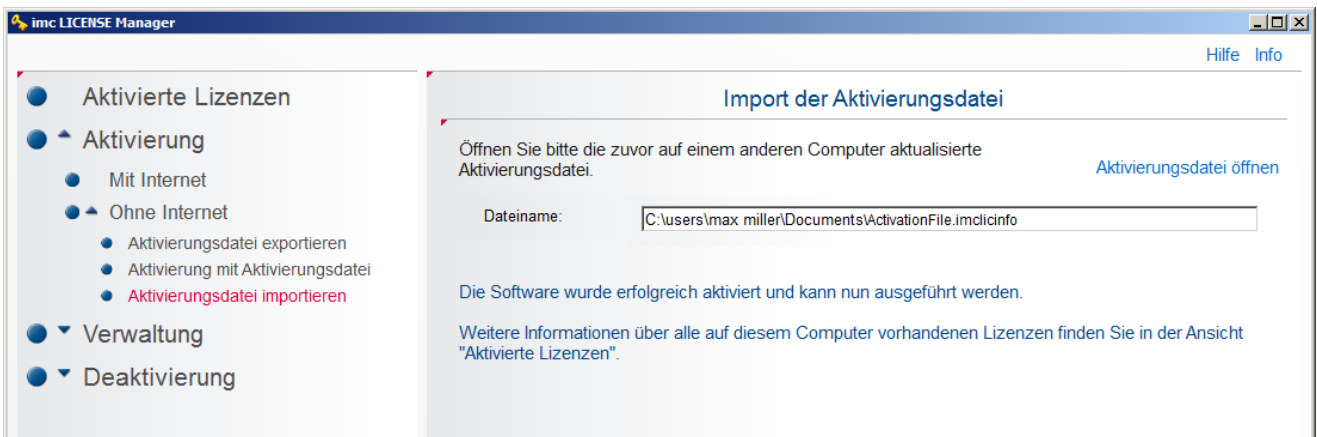 imc LICENSE Manager
Hilfe Info
Aktivierte Lizenzen
Aktivierung
Mit Internet
Ohne Internet
Aktivierungsdatei exportieren
Aktivierung mit Aktivierungsdatei
Aktivierungsdatei importieren
Verwaltung
Deaktivierung
Import der Aktivierungsdatei
Öffnen Sie bitte die zuvor auf einem anderen Computer aktualisierte
Aktivierungsdatei.
Aktivierungsdatei öffnen
Dateiname:
C:\users\max miller\Documents\ActivationFile.imclicinfo
Die Software wurde erfolgreich aktiviert und kann nun ausgeführt werden.
Weitere Informationen über alle auf diesem Computer vorhandenen Lizenzen finden Sie in der Ansicht
"Aktivierte Lizenzen".